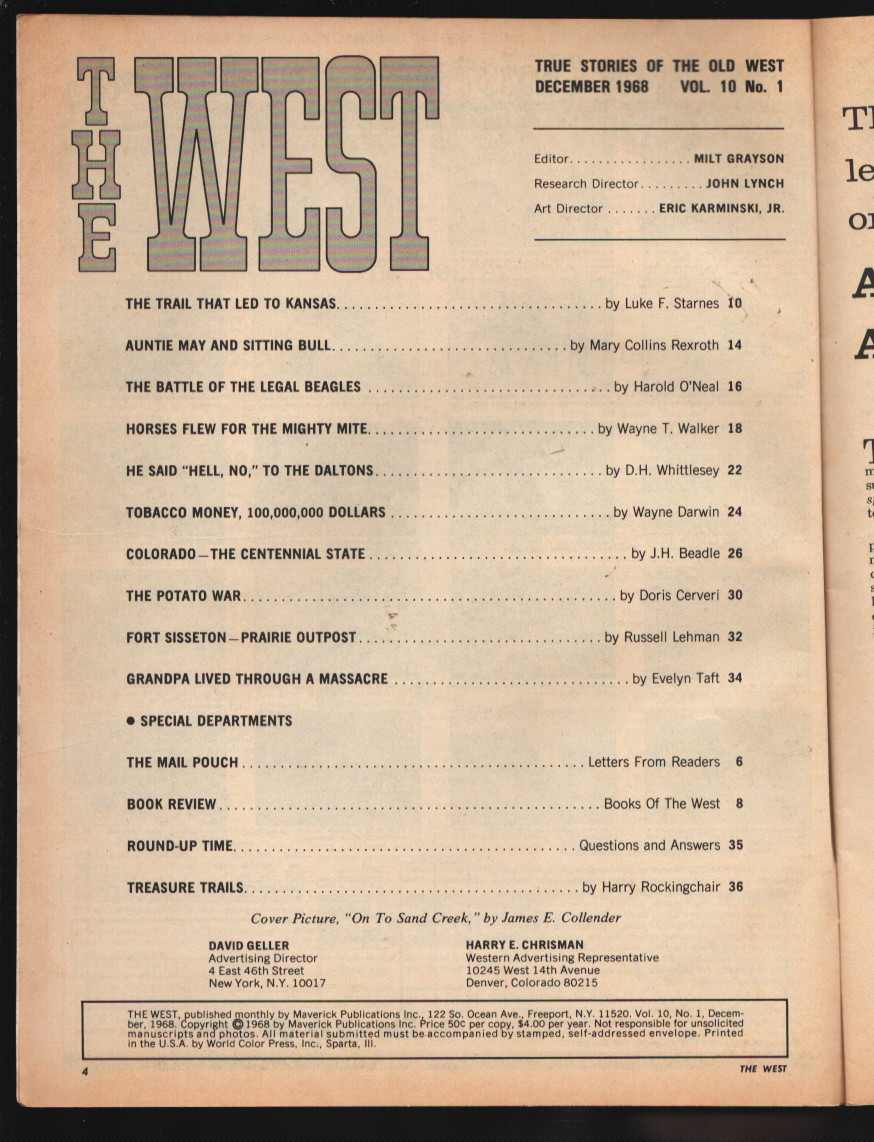 THE WEST
TRUE STORIES OF THE OLD WEST
DECEMBER 1968 VOL. 10 No. 1
Editor................. MILT GRAYSON
Research Director......... JOHN LYNCH
Art Director ....... ERIC KARMINSKI, JR.
THE TRAIL THAT LED TO KANSAS.................................. by Luke F. Starnes 10
AUNTIE MAY AND SITTING BULL............................... by Mary Collins Rexroth 14
THE BATTLE OF THE LEGAL BEAGLES ................................ by Harold O'Neal 16
HORSES FLEW FOR THE MIGHTY MITE.............................. by Wayne T. Walker 18
HE SAID “HELL, NO,” TO THE DALTONS.............................. by D.H. Whittlesey 22
TOBACCO MONEY, 100,000,000 DOLLARS ............................. by Wayne Darwin 24
COLORADO—THE CENTENNIAL STATE .................................. by J.H. Beadle 26
THE POTATO WAR................................................. by Doris Cerveri 30
FORT SISSETON—PRAIRIE OUTPOST................................ by Russell Lehman 32
GRANDPA LIVED THROUGH A MASSACRE ............................... by Evelyn Taft 34
● SPECIAL DEPARTMENTS
THE MAIL POUCH ............................................. Letters From Readers 6
BOOK REVIEW .................................................. Books Of The West 8
ROUND-UP TIME............................................. Questions and Answers 35
TREASURE TRAILS............................................ by Harry Rockingchair 36
Cover Picture, "On To Sand Creek," by James E. Collender
DAVID GELLER
Advertising Director
4 East 46th Street
New York, N.Y. 10017
HARRY E. CHRISMAN
Western Advertising Representative
10245 West 14th Avenue
Denver, Colorado 80215
THE WEST, published monthly by Maverick Publications Inc., 122 So. Ocean Ave., Freeport, N.Y. 11520. Vol. 10, No. 1, Decem-
ber, 1968. Copyright © 1968 by Maverick Publications Inc. Price 50¢ per copy, $4.00 per year. Not responsible for unsolicited
manuscripts and photos. All material submitted must be accompanied by stamped, self-addressed envelope. Printed
in the U.S.A. by World Color Press, Inc., Sparta, Ill.
4
THE WEST